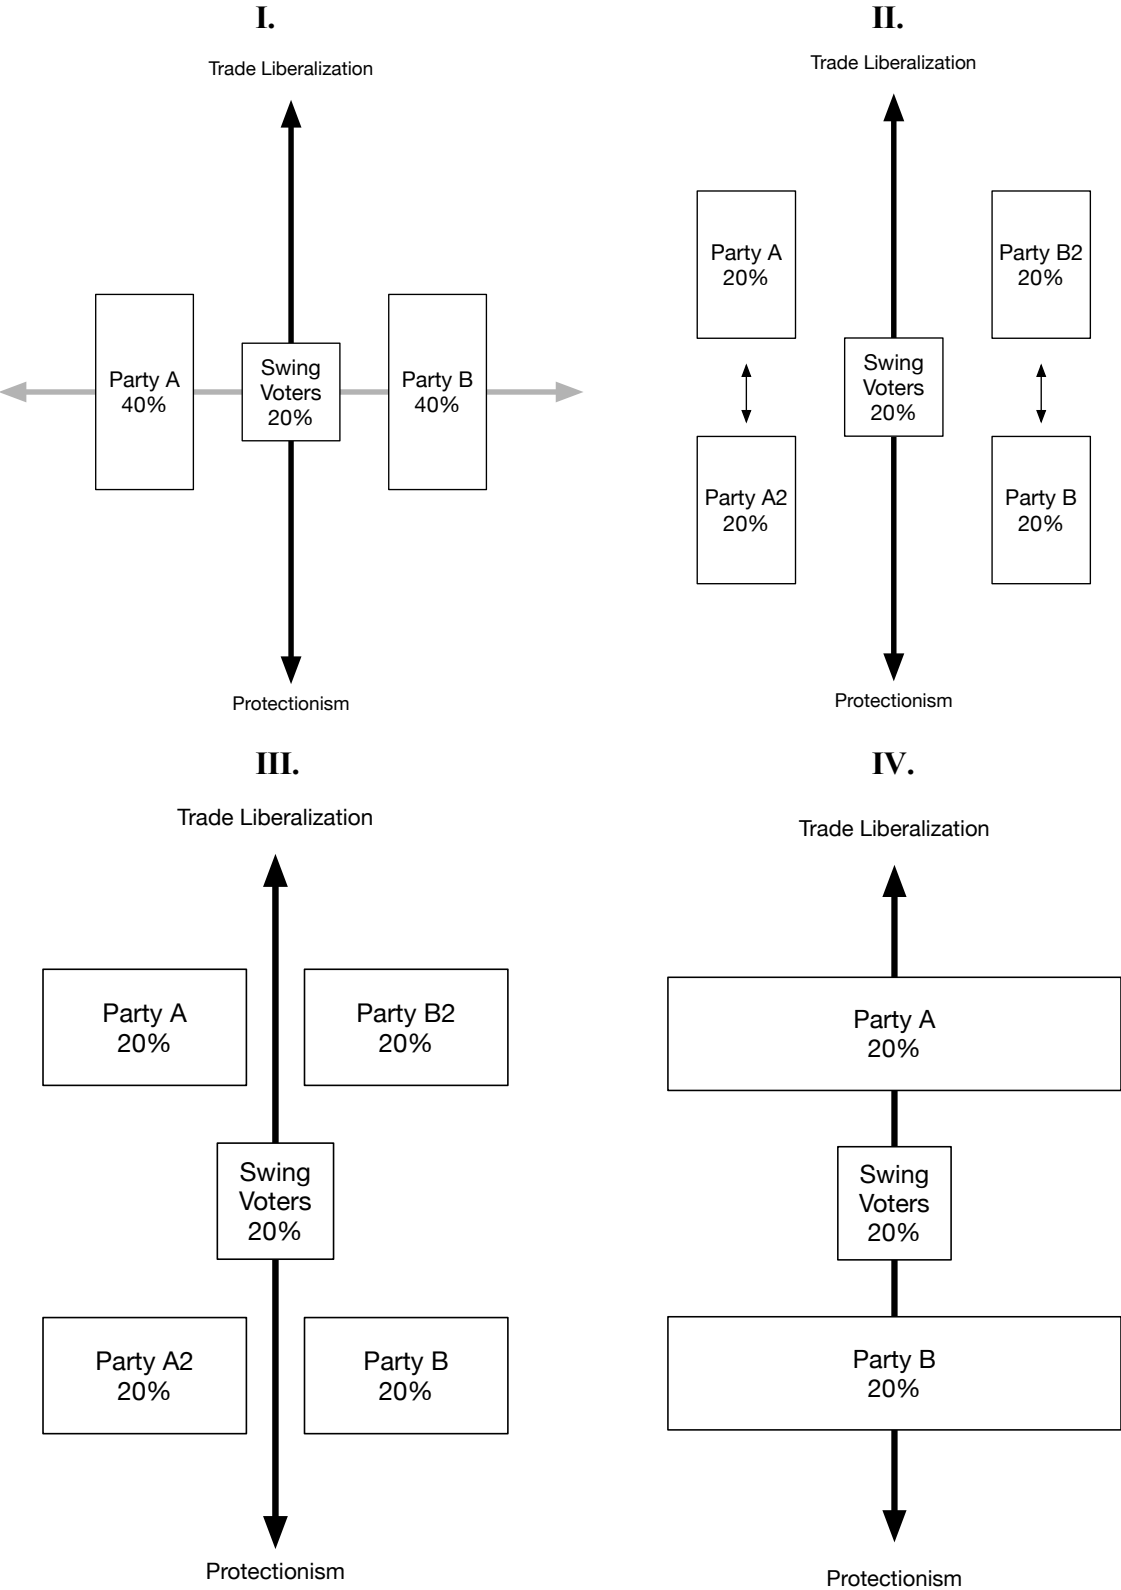 I.
Trade Liberalization
Party A
40%
Swing
Voters
20%
Party B
40%
Protectionism
II.
Trade Liberalization
Party A
20%
Party B2
20%
Swing
Voters
20%
Party A2
20%
Party B
20%
Protectionism
III.
Trade Liberalization
Party A
20%
Party B2
20%
Swing
Voters
20%
Party A2
20%
Party B
20%
Protectionism
IV.
Trade Liberalization
Party A
20%
Swing
Voters
20%
Party B
20%
Protectionism